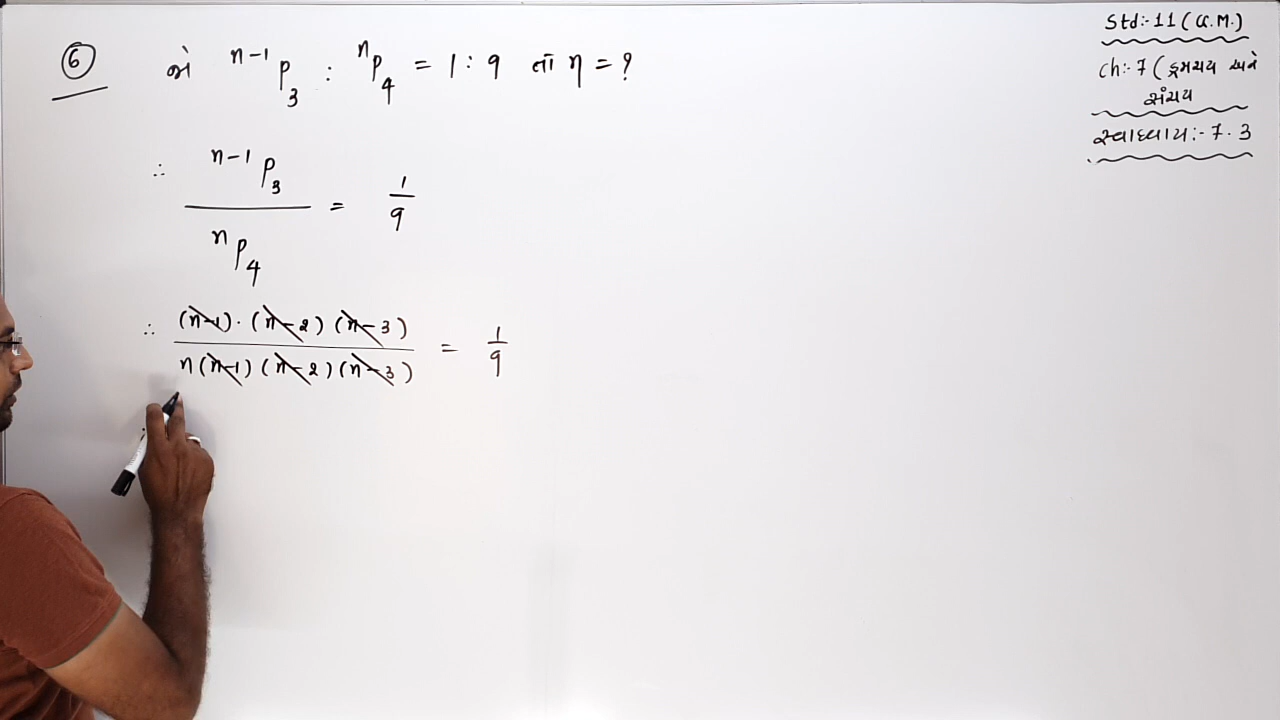 6 જો ⁿ⁻¹P₃ : ⁿP₄ = 1 : 9 તો n = ?
∴ ⁿ⁻¹P₃ / ⁿP₄ = 1/9
∴ (n-1)·(n-2)(n-3) / n(n-1)(n-2)(n-3) = 1/9
Std:- 11 (G.M.)
ch:- 7 (ક્રમચય અને
સંચય
સ્વાધ્યાય:- 7.3